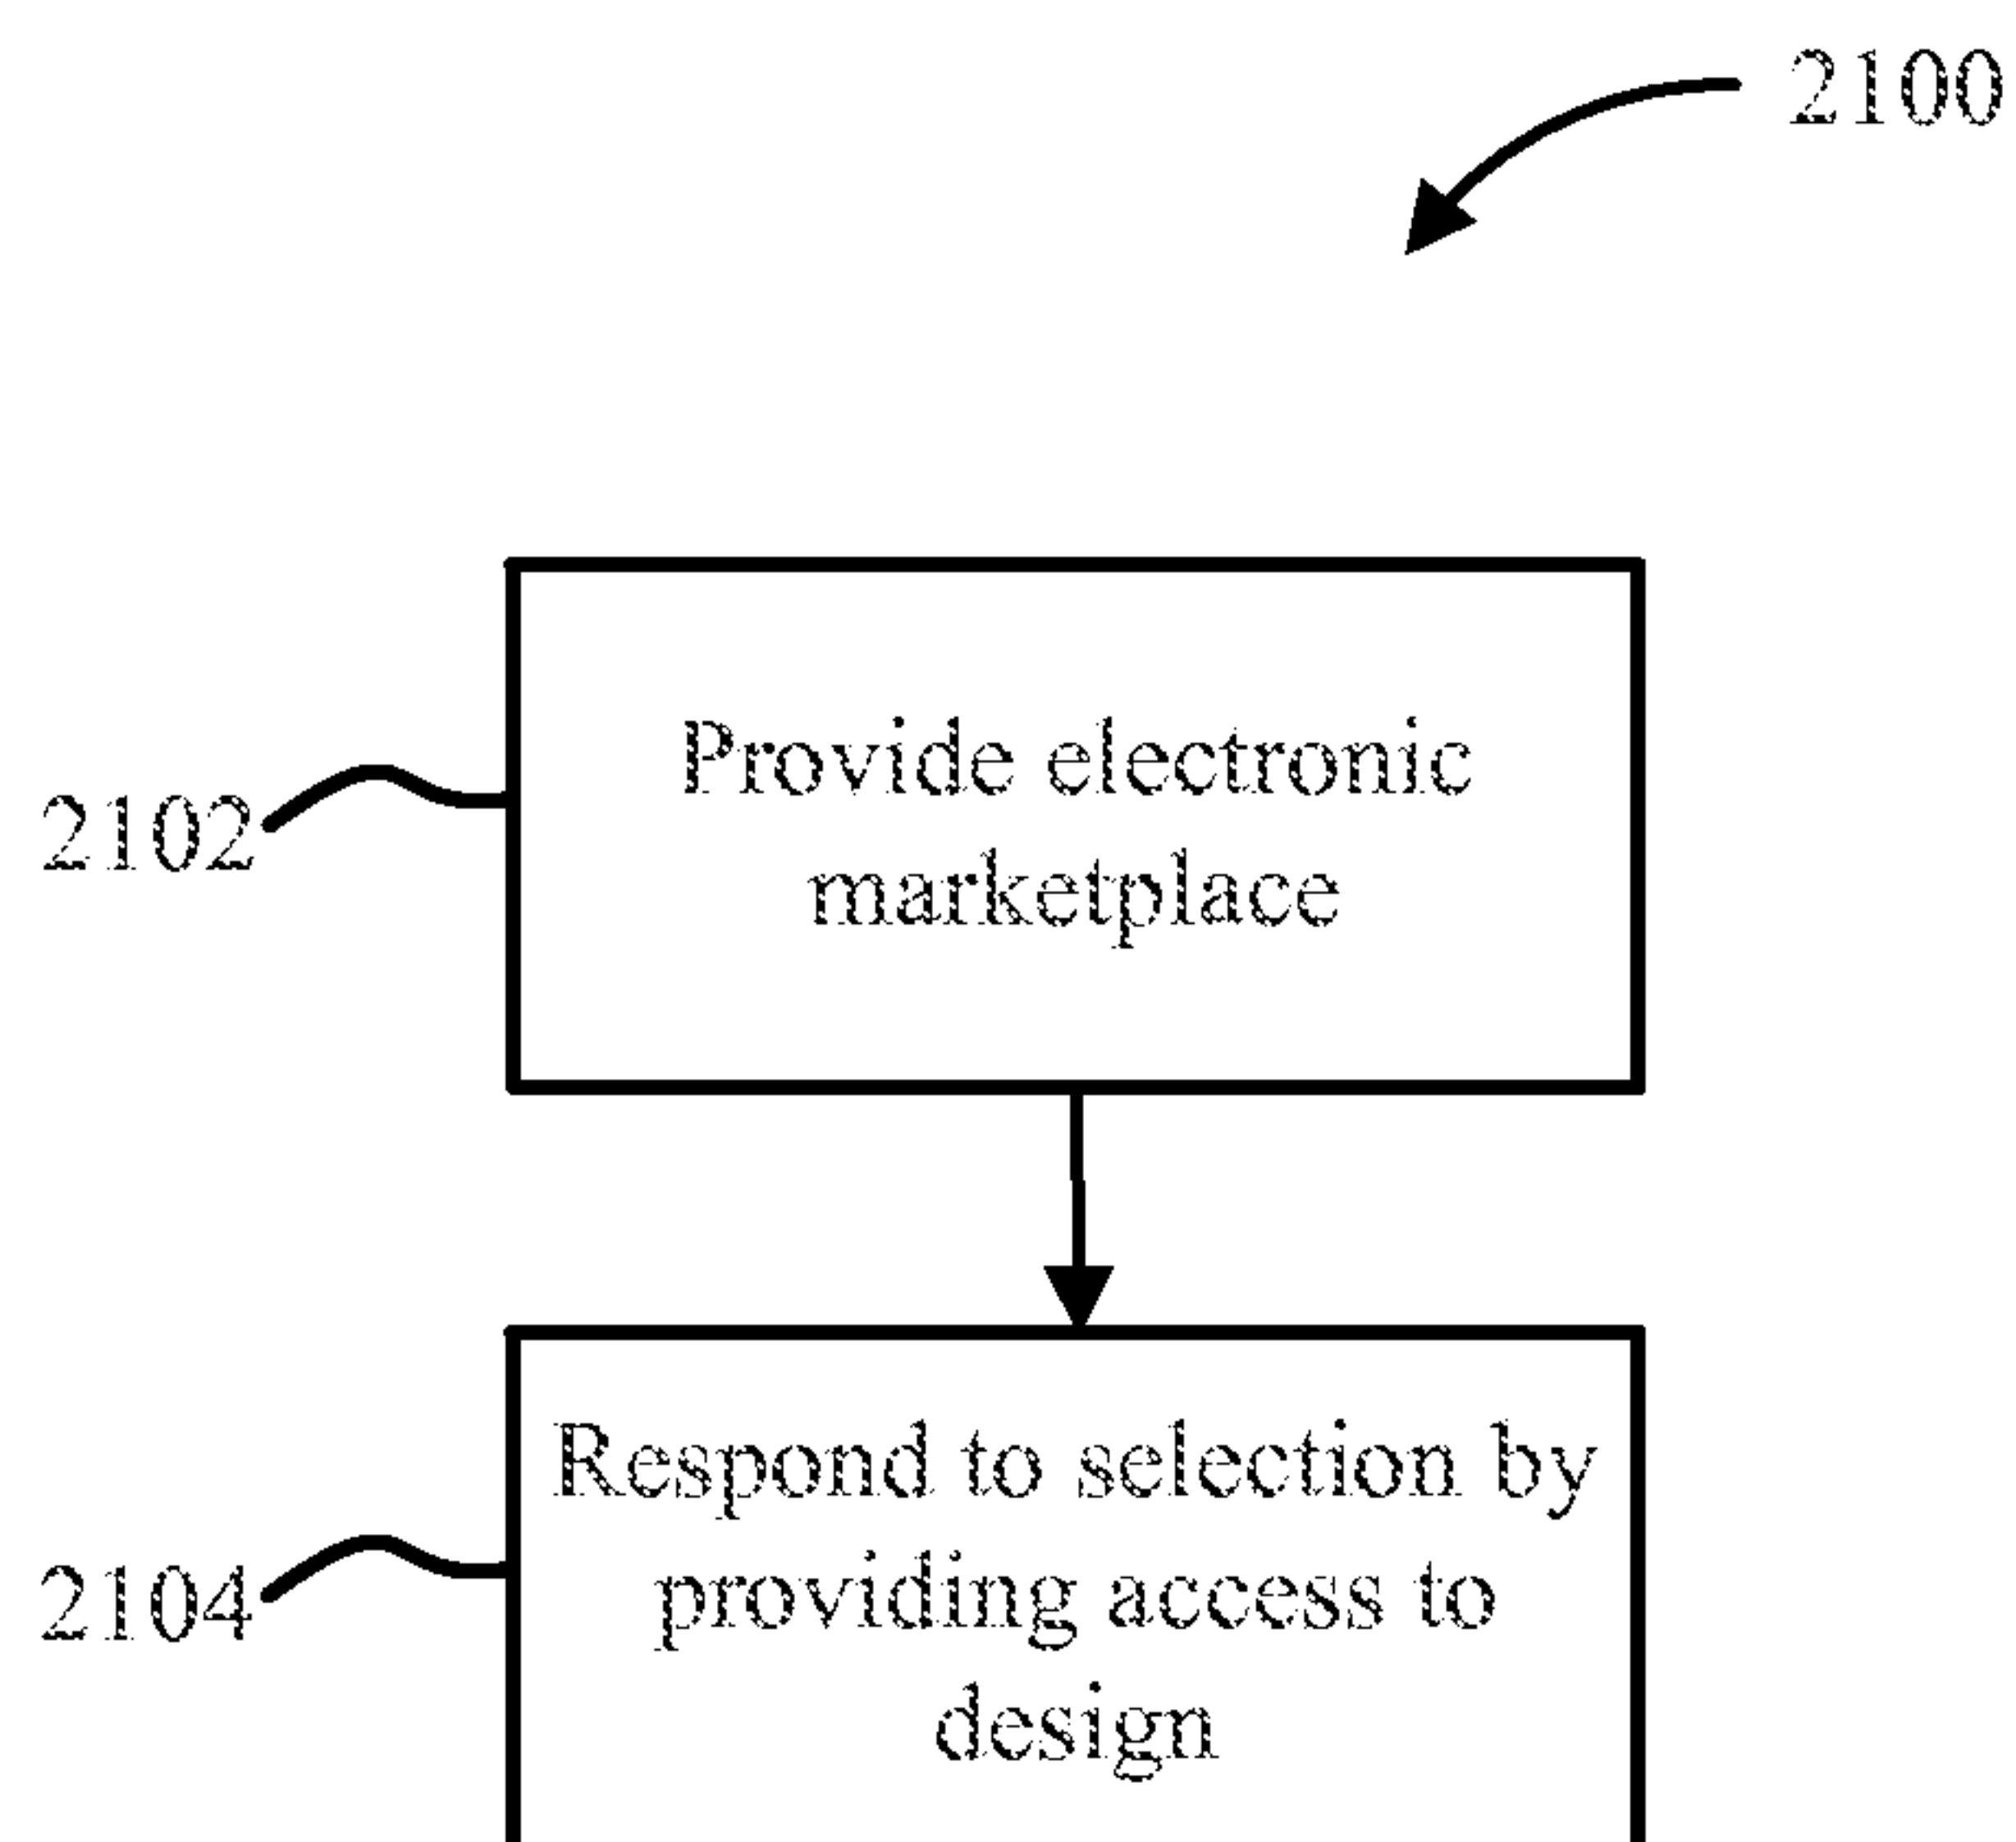 2100
Provide electronic
marketplace
2102
Respond to selection by
providing access to
design
2104